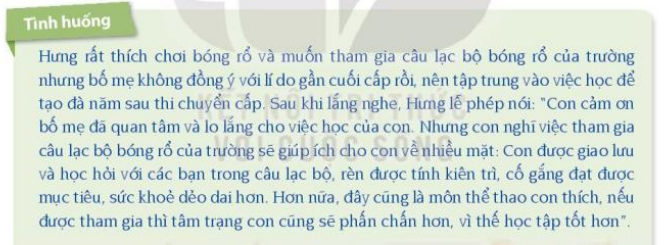 Tình huống
Hưng rất thích chơi bóng rổ và muốn tham gia câu lạc bộ bóng rổ của trường
nhưng bố mẹ không đồng ý với lí do gần cuối cấp rồi, nên tập trung vào việc học để
tạo đà năm sau thi chuyển cấp. Sau khi lắng nghe, Hưng lễ phép nói: "Con cảm ơn
bố mẹ đã quan tâm và lo lắng cho việc học của con. Nhưng con nghĩ việc tham gia
câu lạc bộ bóng rổ của trường sẽ giúp ích cho con về nhiều mặt: Con được giao lưu
và học hỏi với các bạn trong câu lạc bộ, rèn được tính kiên trì, cố gắng đạt được
mục tiêu, sức khoẻ dẻo dai hơn. Hơn nữa, đây cũng là môn thể thao con thích, nếu
được tham gia thì tâm trạng con cũng sẽ phấn chấn hơn, vì thế học tập tốt hơn".
KẾT NỐI TRI THỨC
VỚI CUỘC SỐNG